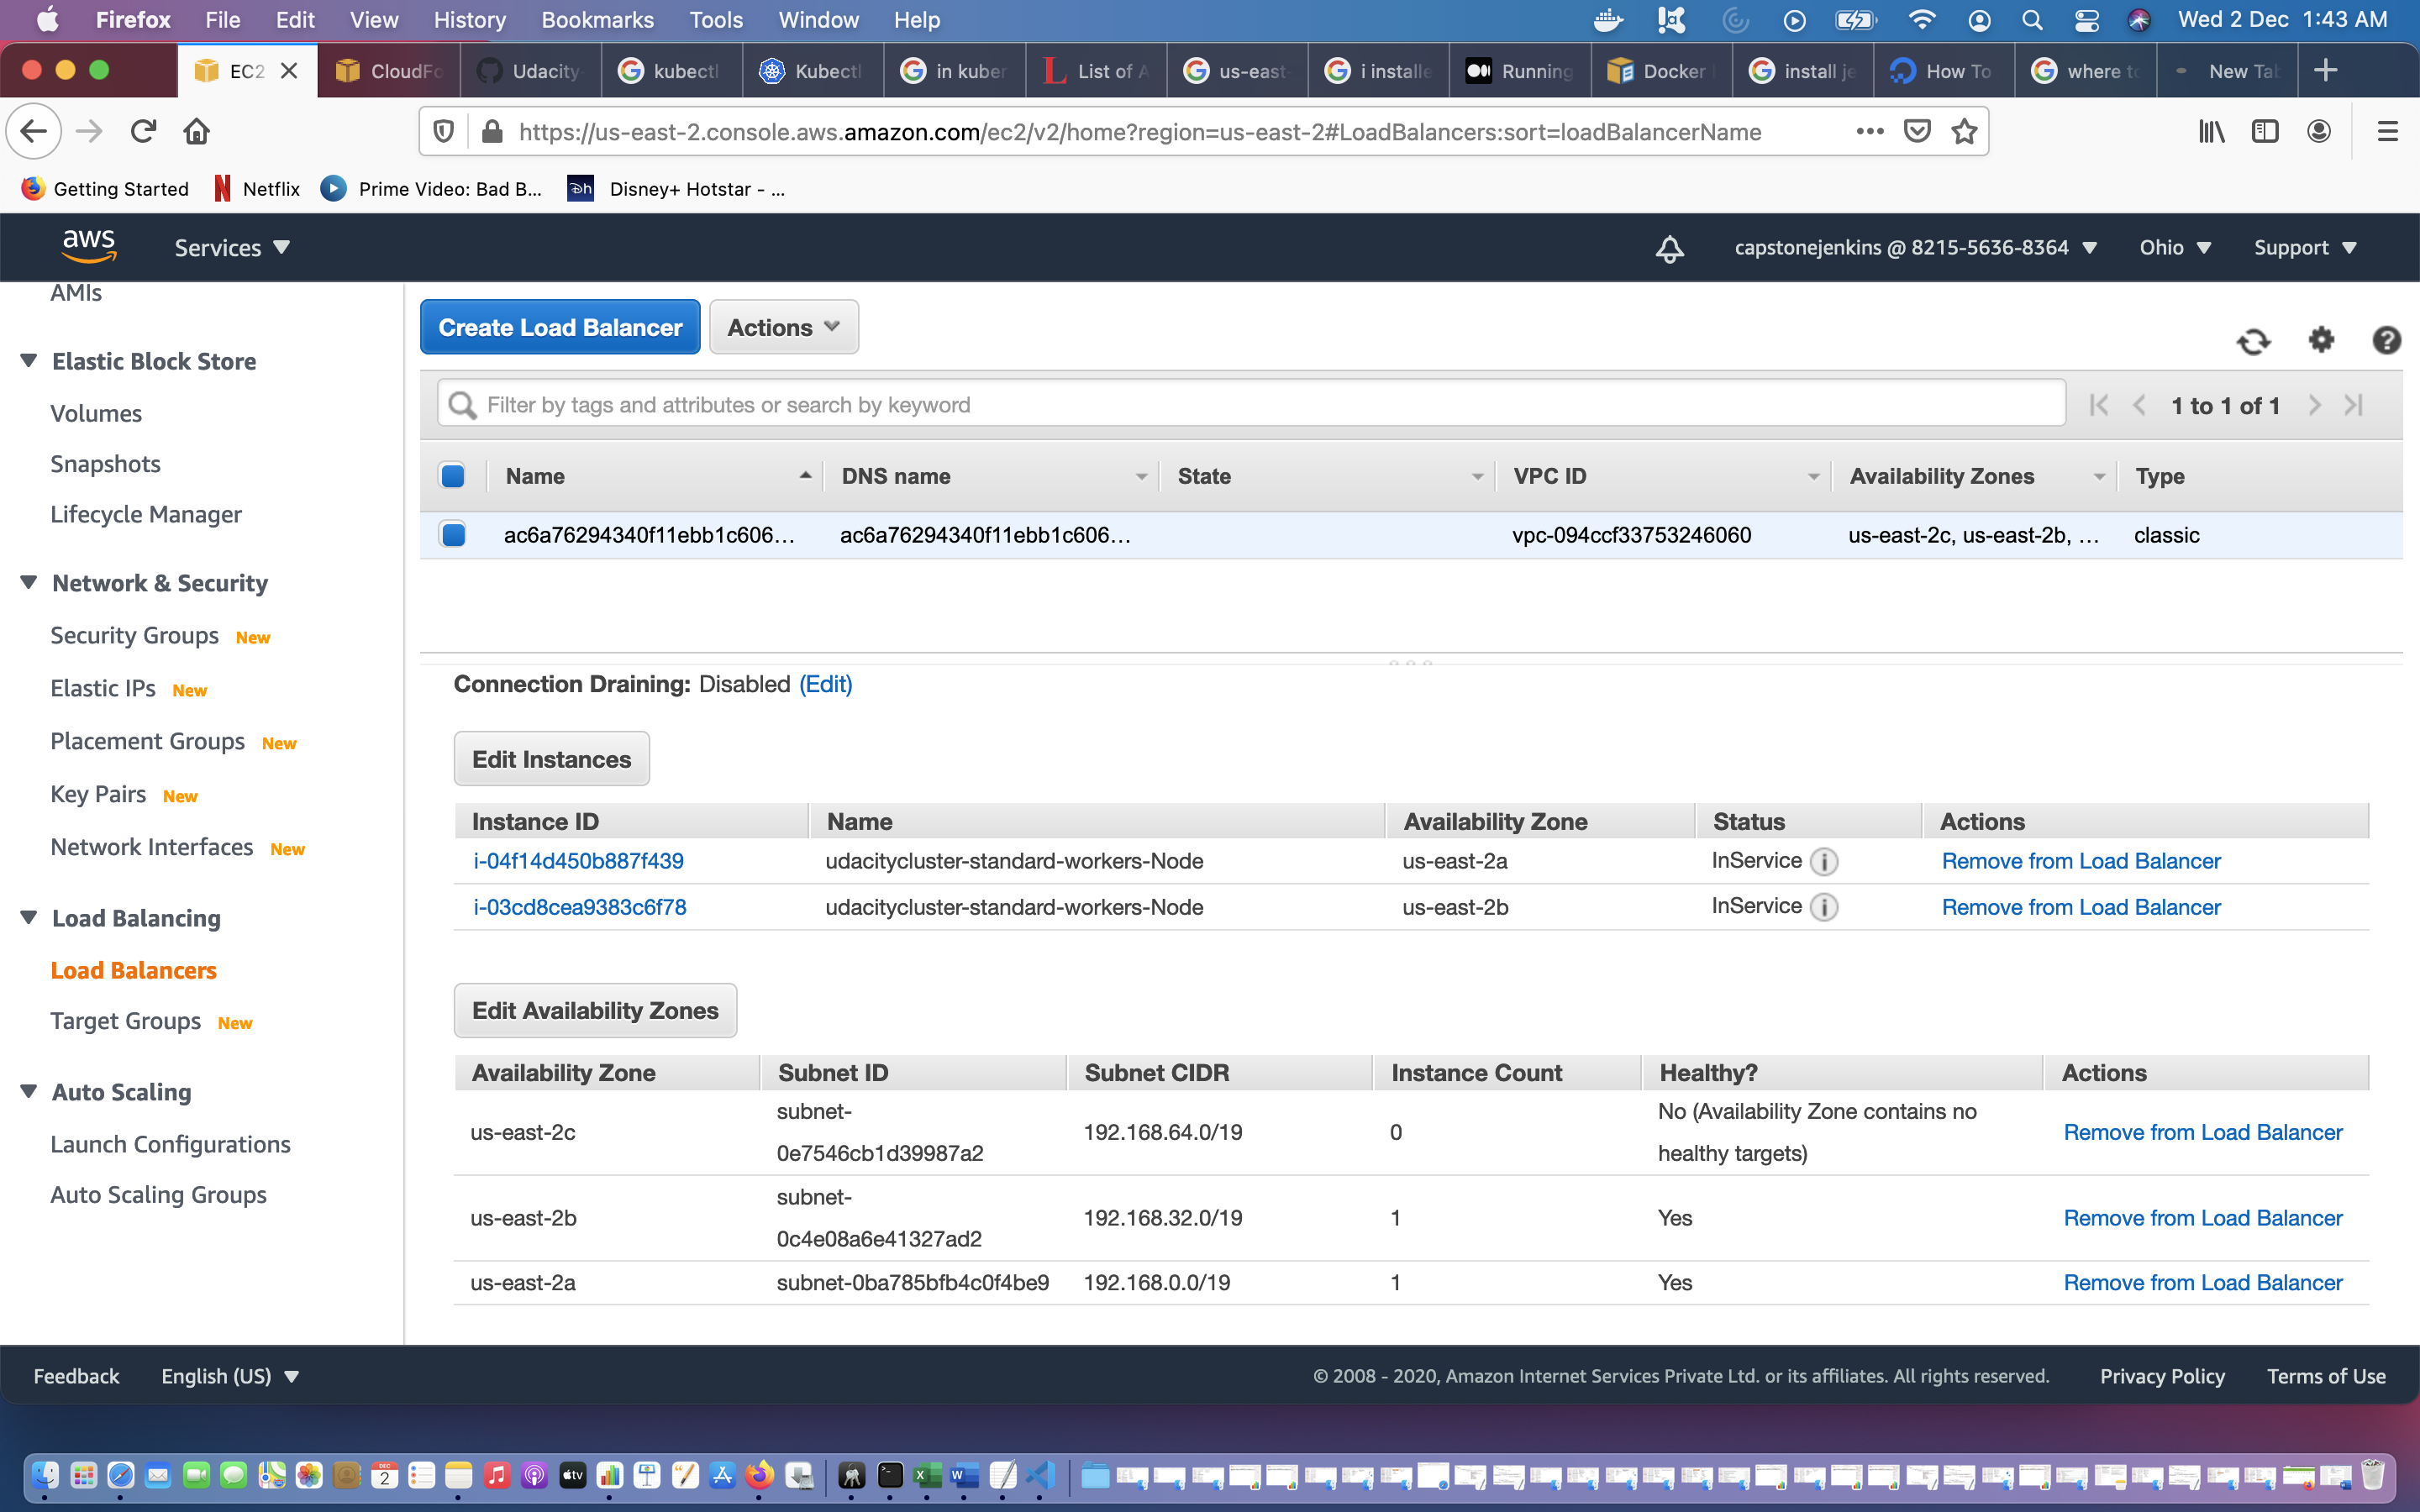 Firefox File Edit View History Bookmarks Tools Window Help Wed 2 Dec 1:43 AM
EC2 CloudFo Udacity kubectl Kubectl in kuber List of A us-east- i installe Running Docker install je How To where to New Tab
https://us-east-2.console.aws.amazon.com/ec2/v2/home?region=us-east-2#LoadBalancers:sort=loadBalancerName
Getting Started Netflix Prime Video: Bad B... Disney+ Hotstar - ...
aws Services capstonejenkins @ 8215-5636-8364 Ohio Support
AMIs
Elastic Block Store
Volumes
Snapshots
Lifecycle Manager
Network & Security
Security Groups New
Elastic IPs New
Placement Groups New
Key Pairs New
Network Interfaces New
Load Balancing
Load Balancers
Target Groups New
Auto Scaling
Launch Configurations
Auto Scaling Groups
Create Load Balancer Actions
Filter by tags and attributes or search by keyword 1 to 1 of 1
Name DNS name State VPC ID Availability Zones Type
ac6a76294340f11ebb1c606... ac6a76294340f11ebb1c606... vpc-094ccf33753246060 us-east-2c, us-east-2b, ... classic
Connection Draining: Disabled (Edit)
Edit Instances
Instance ID Name Availability Zone Status Actions
i-04f14d450b887f439 udacitycluster-standard-workers-Node us-east-2a InService Remove from Load Balancer
i-03cd8cea9383c6f78 udacitycluster-standard-workers-Node us-east-2b InService Remove from Load Balancer
Edit Availability Zones
Availability Zone Subnet ID Subnet CIDR Instance Count Healthy? Actions
us-east-2c subnet-0e7546cb1d39987a2 192.168.64.0/19 0 No (Availability Zone contains no healthy targets) Remove from Load Balancer
us-east-2b subnet-0c4e08a6e41327ad2 192.168.32.0/19 1 Yes Remove from Load Balancer
us-east-2a subnet-0ba785bfb4c0f4be9 192.168.0.0/19 1 Yes Remove from Load Balancer
Feedback English (US) © 2008 - 2020, Amazon Internet Services Private Ltd. or its affiliates. All rights reserved. Privacy Policy Terms of Use
DEC
2
tv